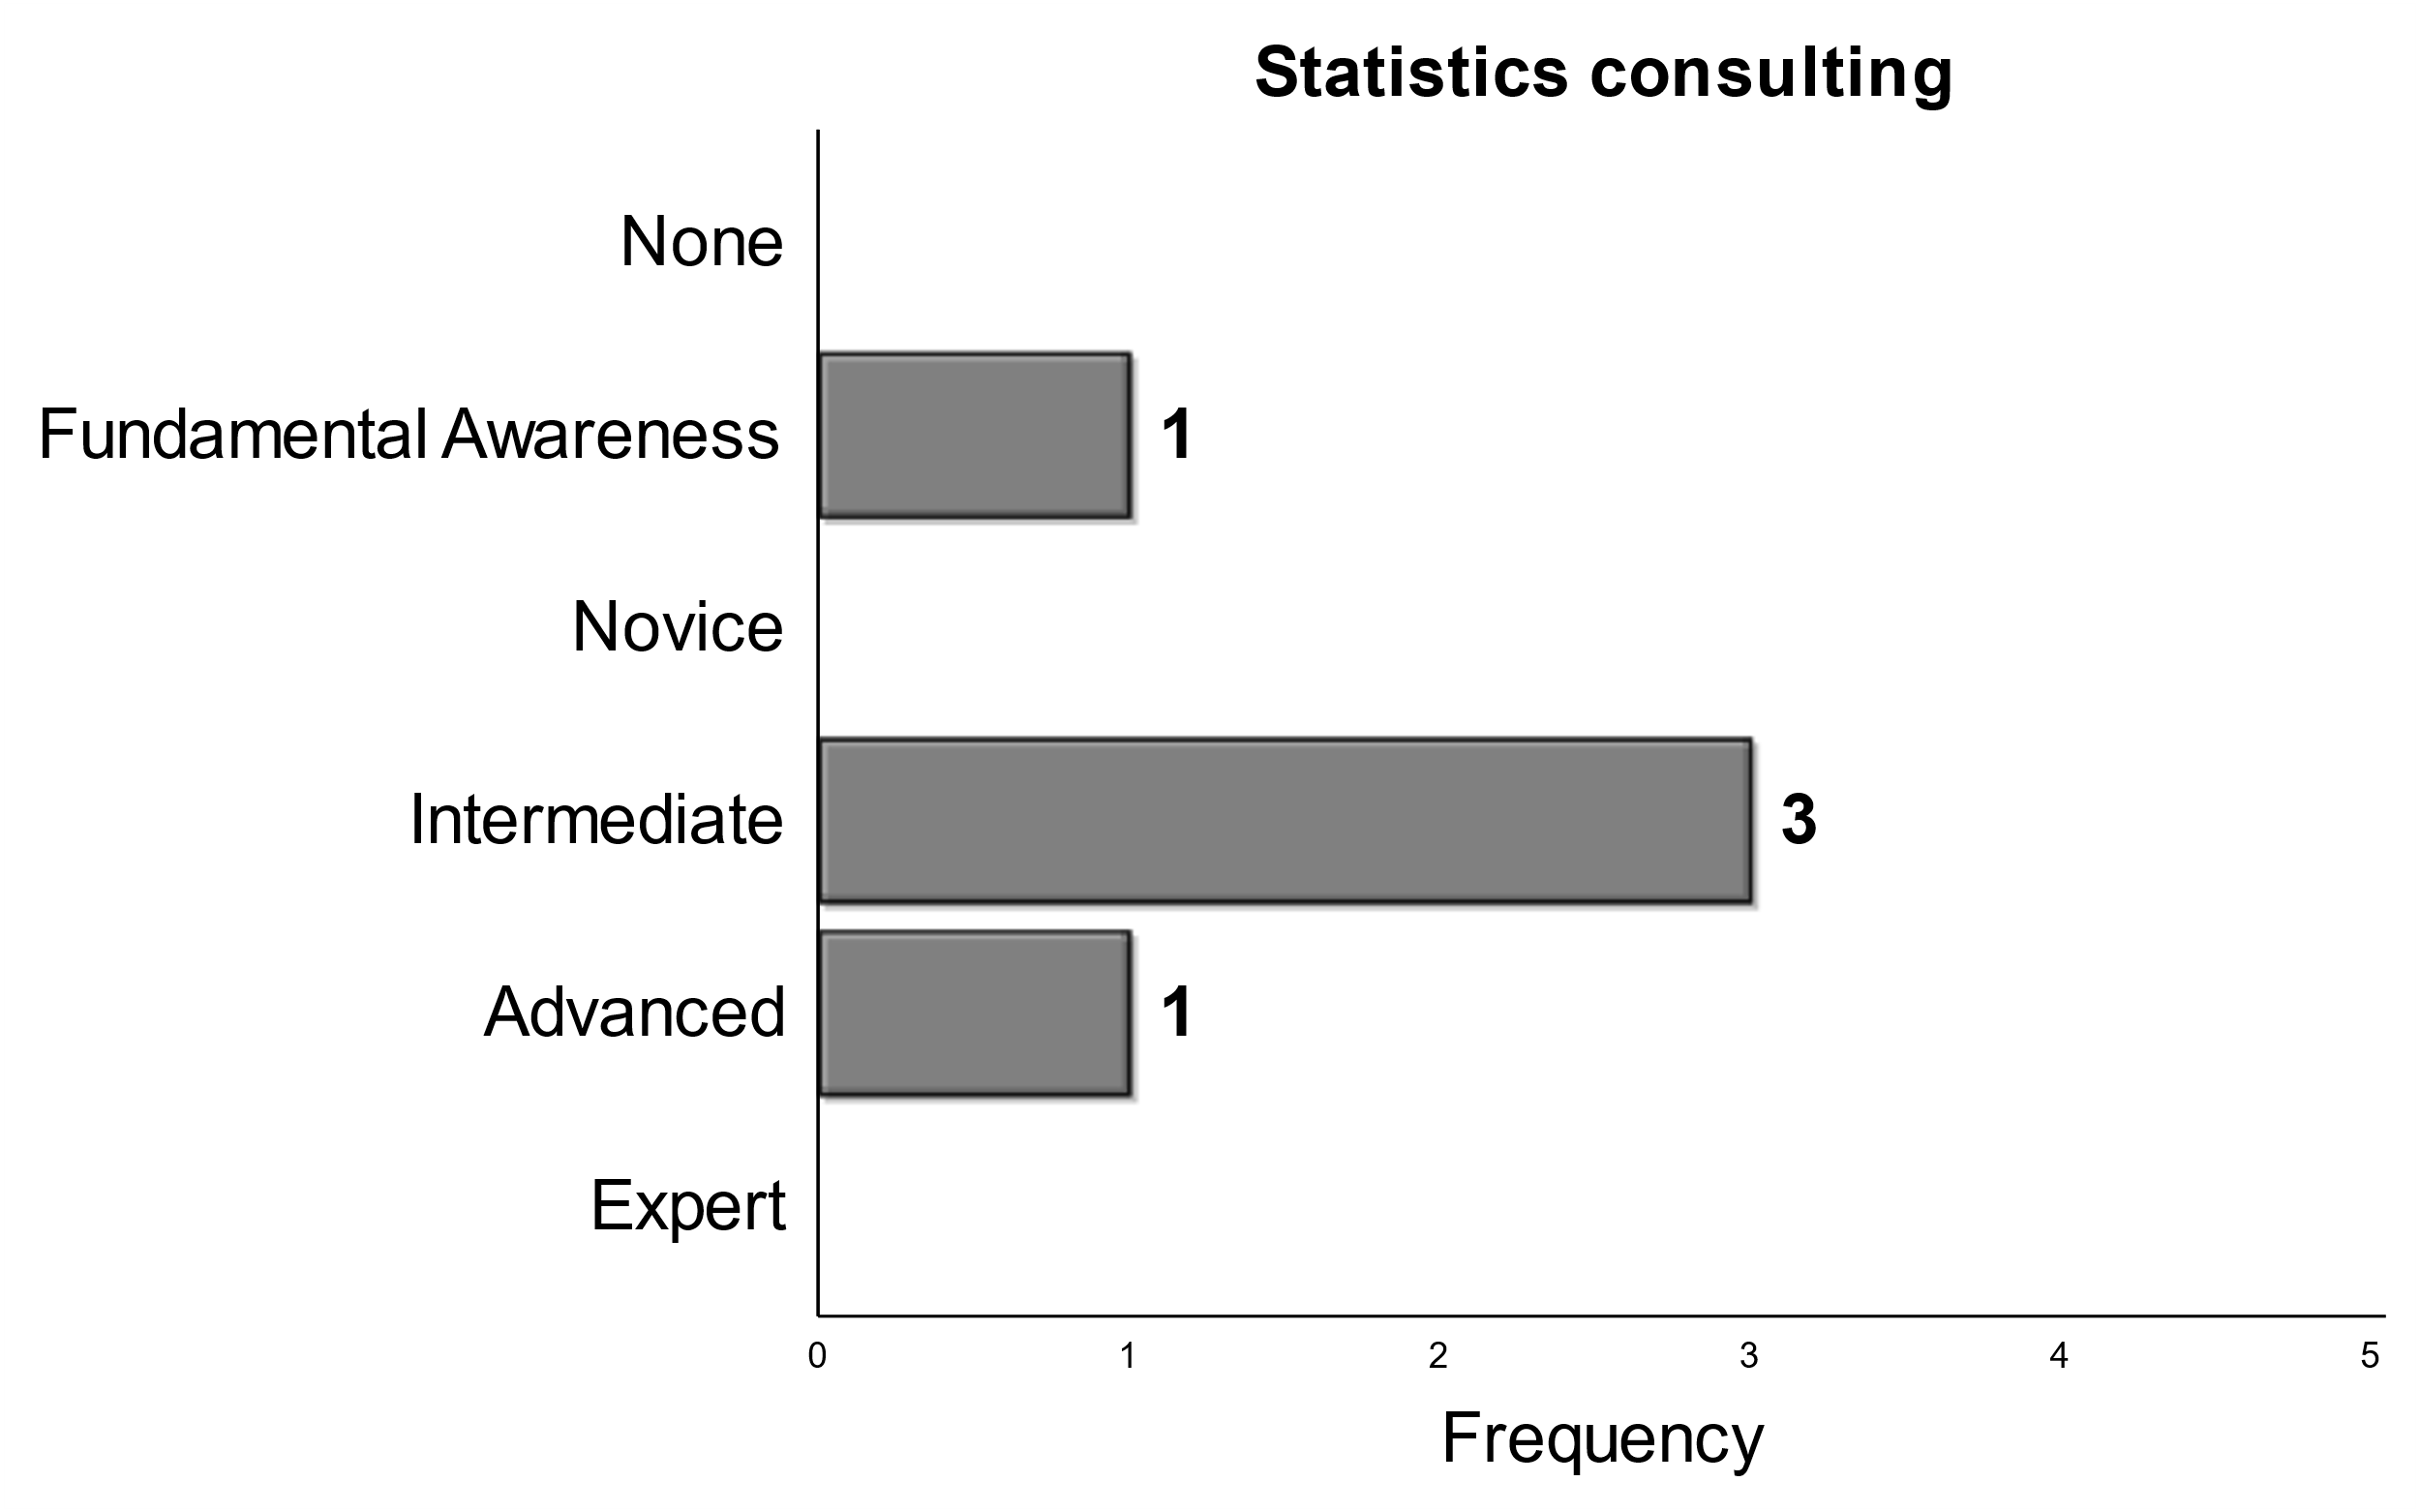 Statistics consulting
None
Fundamental Awareness
1
Novice
Intermediate
3
Advanced
1
Expert
0 1 2 3 4 5
Frequency